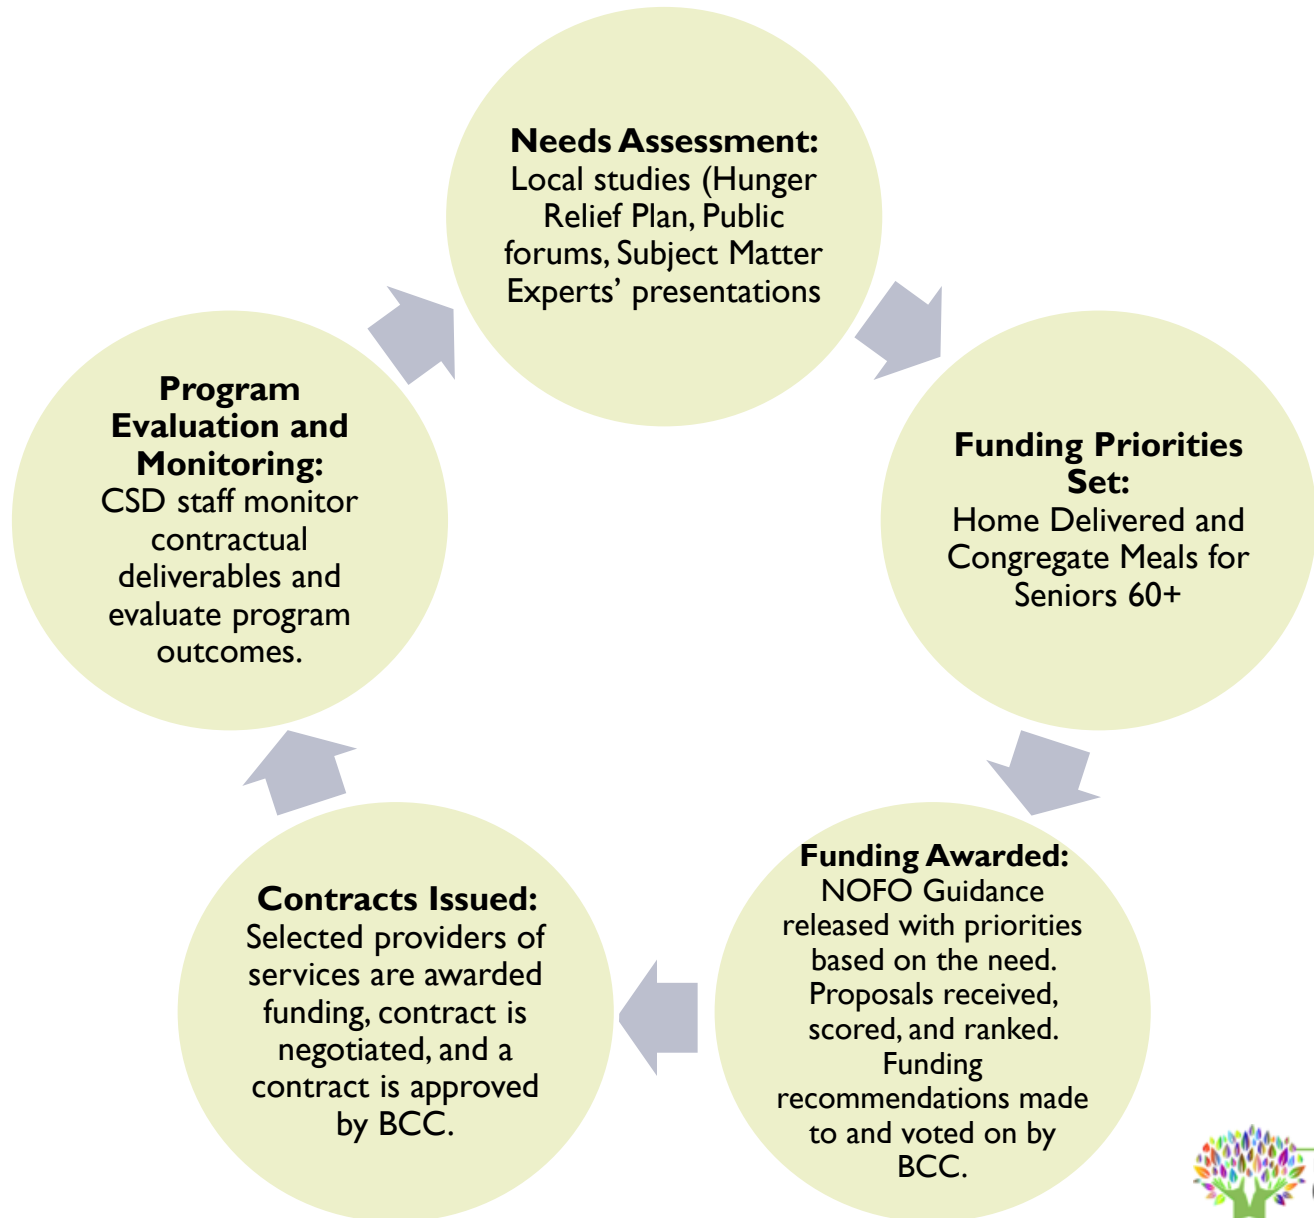 Needs Assessment:
Local studies (Hunger
Relief Plan, Public
forums, Subject Matter
Experts’ presentations
Funding Priorities
Set:
Home Delivered and
Congregate Meals for
Seniors 60+
Funding Awarded:
NOFO Guidance
released with priorities
based on the need.
Proposals received,
scored, and ranked.
Funding
recommendations made
to and voted on by
BCC.
Contracts Issued:
Selected providers of
services are awarded
funding, contract is
negotiated, and a
contract is approved
by BCC.
Program
Evaluation and
Monitoring:
CSD staff monitor
contractual
deliverables and
evaluate program
outcomes.